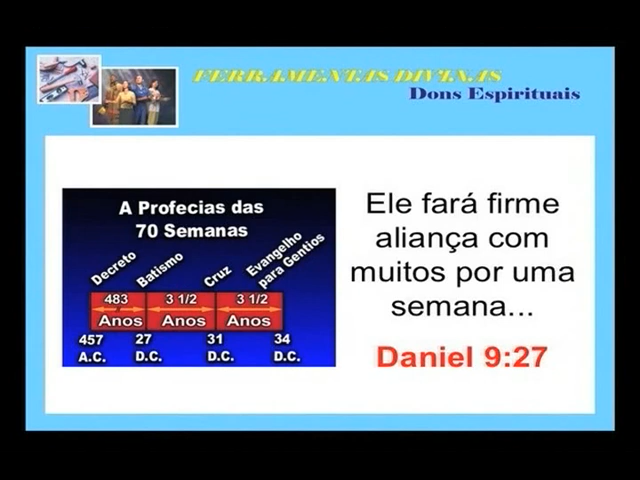 FERRAMENTAS DIVINAS
Dons Espirituais
A Profecias das
70 Semanas
Decreto
Batismo
Cruz
Evangelho
para Gentios
483 3 1/2 3 1/2
Anos Anos Anos
457 27 31 34
A.C. D.C. D.C. D.C.
Ele fará firme
aliança com
muitos por uma
semana...
Daniel 9:27